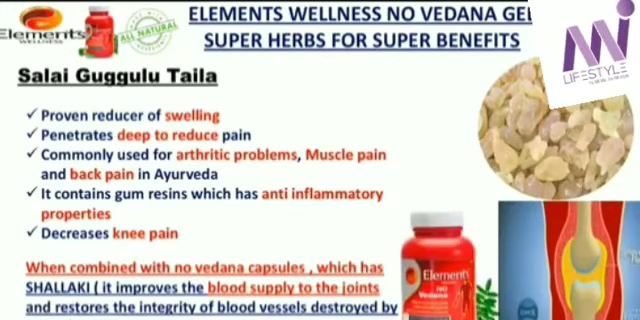 Elements
WELLNESS
MADE WITH
ALL NATURAL
ELEMENTS WELLNESS NO VEDANA GEL
SUPER HERBS FOR SUPER BENEFITS
Mi
LIFESTYLE
Salai Guggulu Taila
✓ Proven reducer of swelling
✓ Penetrates deep to reduce pain
✓ Commonly used for arthritic problems, Muscle pain
and back pain in Ayurveda
✓ It contains gum resins which has anti inflammatory
properties
✓ Decreases knee pain
When combined with no vedana capsules , which has
SHALLAKI ( it improves the blood supply to the joints
and restores the integrity of blood vessels destroyed by
Elements
NO
Vedana